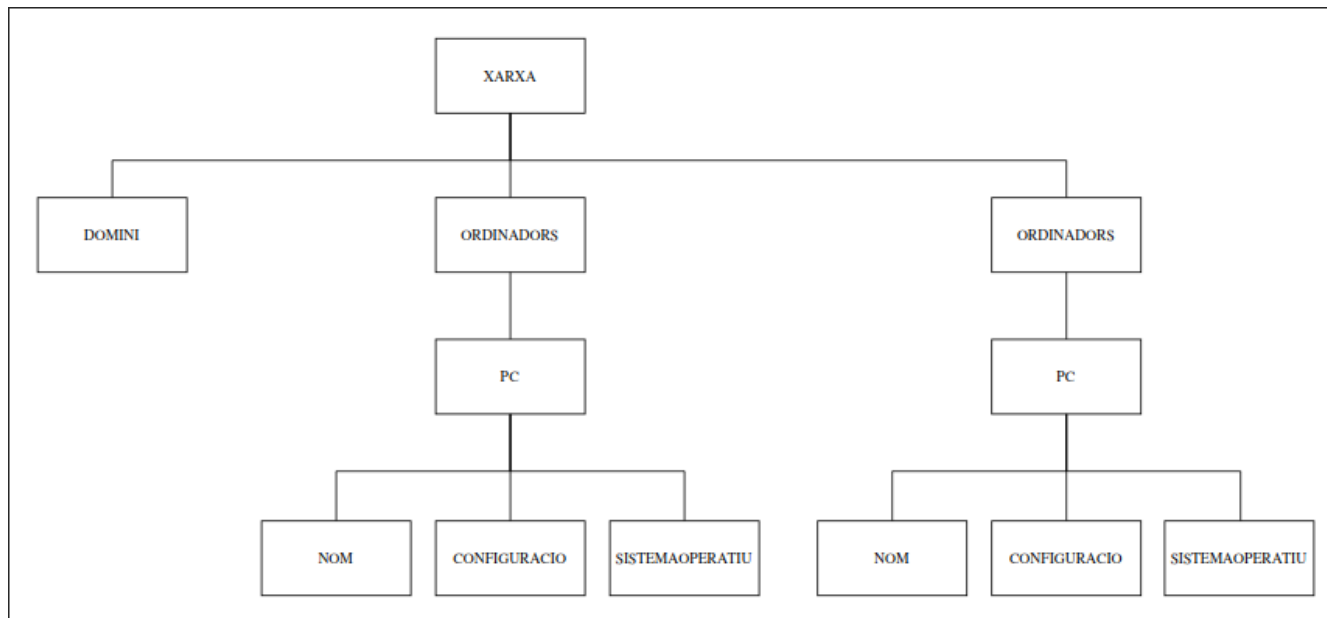 XARXA
DOMINI
ORDINADORS
ORDINADORS
PC
PC
NOM
CONFIGURACIO
SISTEMAOPERATIU
NOM
CONFIGURACIO
SISTEMAOPERATIU